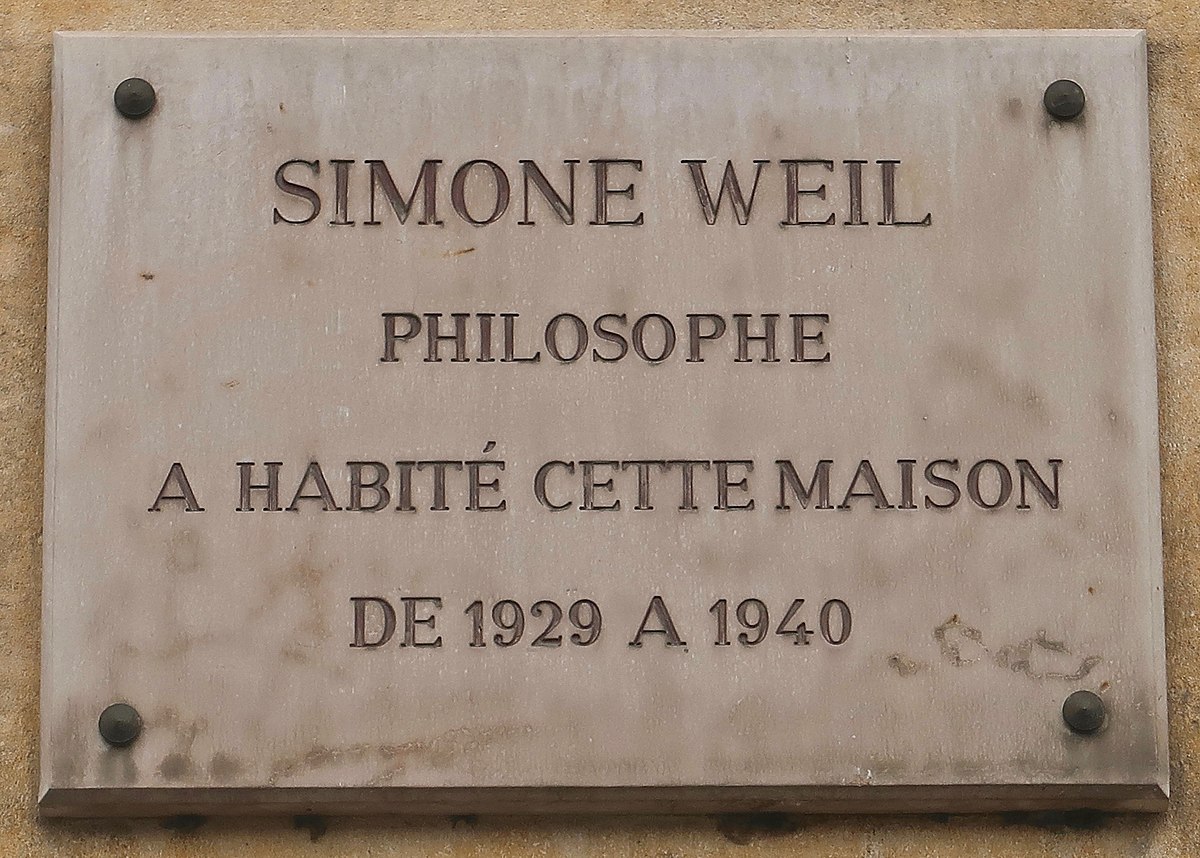 SIMONE WEIL
PHILOSOPHE
A HABITÉ CETTE MAISON
DE 1929 A 1940